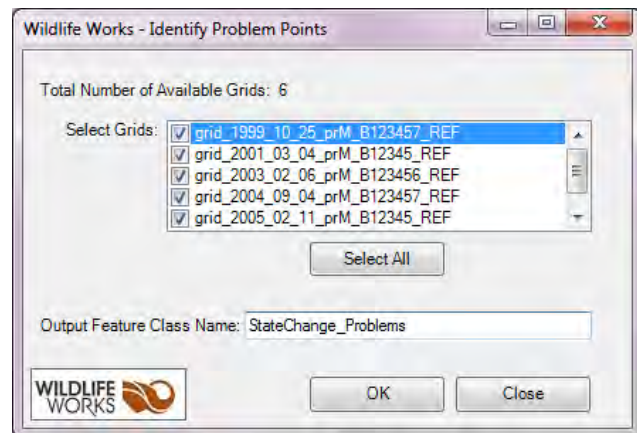 Wildlife Works - Identify Problem Points
Total Number of Available Grids: 6
Select Grids:
grid_1999_10_25_prM_B123457_REF
grid_2001_03_04_prM_B12345_REF
grid_2003_02_06_prM_B123456_REF
grid_2004_09_04_prM_B123457_REF
grid_2005_02_11_prM_B12345_REF
Select All
Output Feature Class Name: StateChange_Problems
WILDLIFE
WORKS
OK
Close